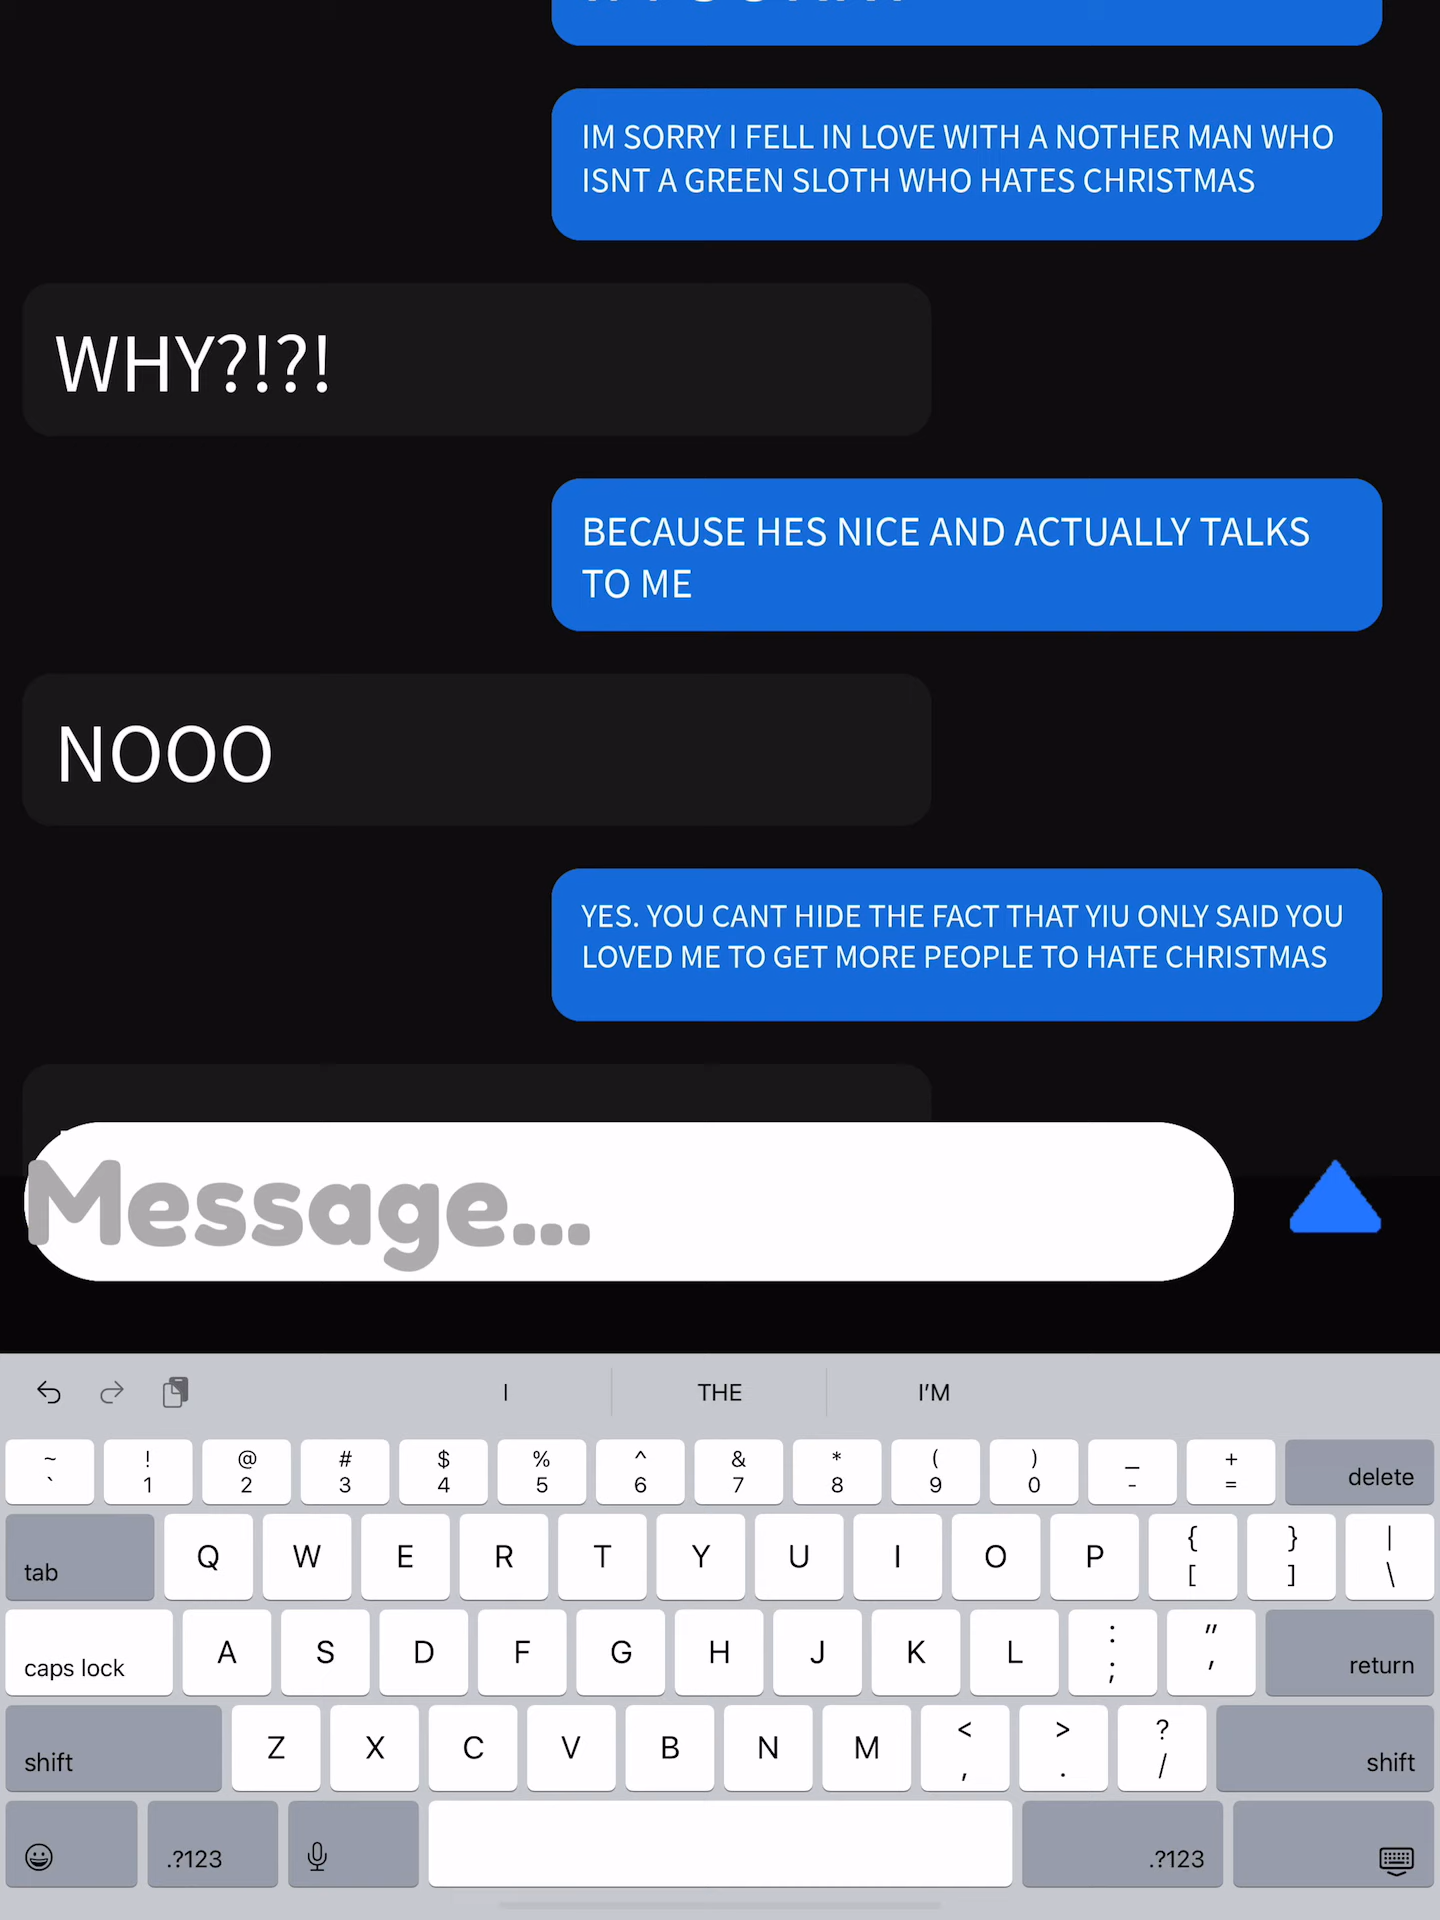 IM SORRY I FELL IN LOVE WITH A NOTHER MAN WHO
ISNT A GREEN SLOTH WHO HATES CHRISTMAS
WHY?!?!
BECAUSE HES NICE AND ACTUALLY TALKS
TO ME
NOOO
YES. YOU CANT HIDE THE FACT THAT YIU ONLY SAID YOU
LOVED ME TO GET MORE PEOPLE TO HATE CHRISTMAS
Message...
I THE I'M
~ ! @ # $ % ^ & * ( ) _ +
` 1 2 3 4 5 6 7 8 9 0 - = delete
tab Q W E R T Y U I O P { [ } ] | \
caps lock A S D F G H J K L : ; " ' return
shift Z X C V B N M < , > . ? / shift
.?123 .?123